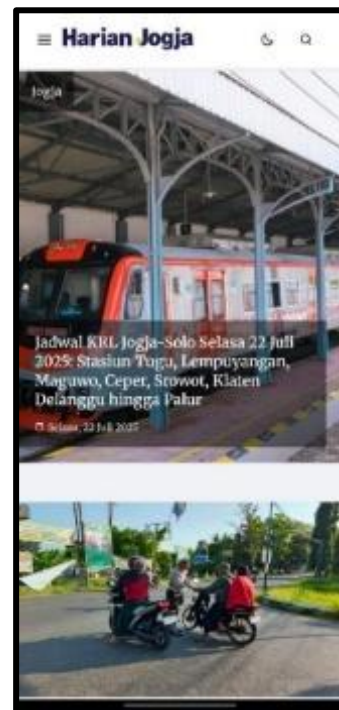 Harian Jogja
Jogja
Jadwal KRL Jogja-Solo Selasa 22 Juli
2025: Stasiun Tugu, Lempuyangan,
Maguwo, Ceper, Srowot, Klaten
Delanggu hingga Palur
Selasa, 22 Juli 2025